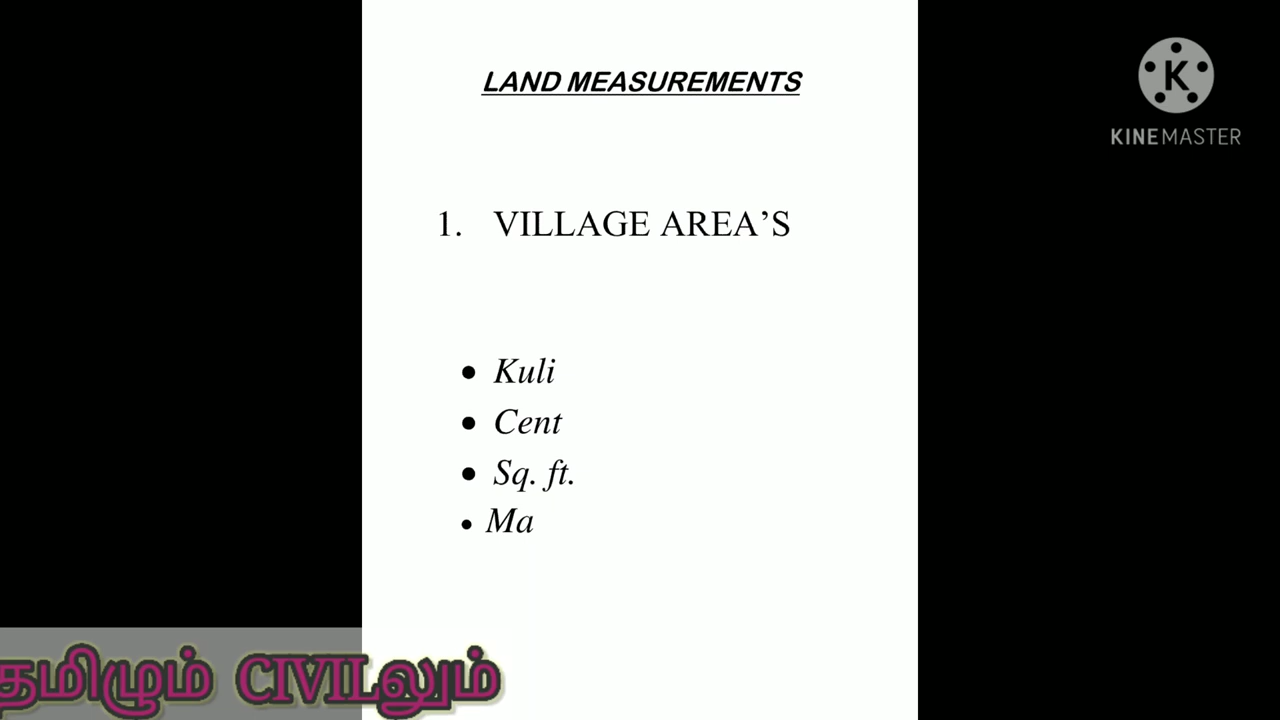 LAND MEASUREMENTS
KINEMASTER
1. VILLAGE AREA’S
• Kuli
• Cent
• Sq. ft.
• Ma
தமிழும் CIVILலும்